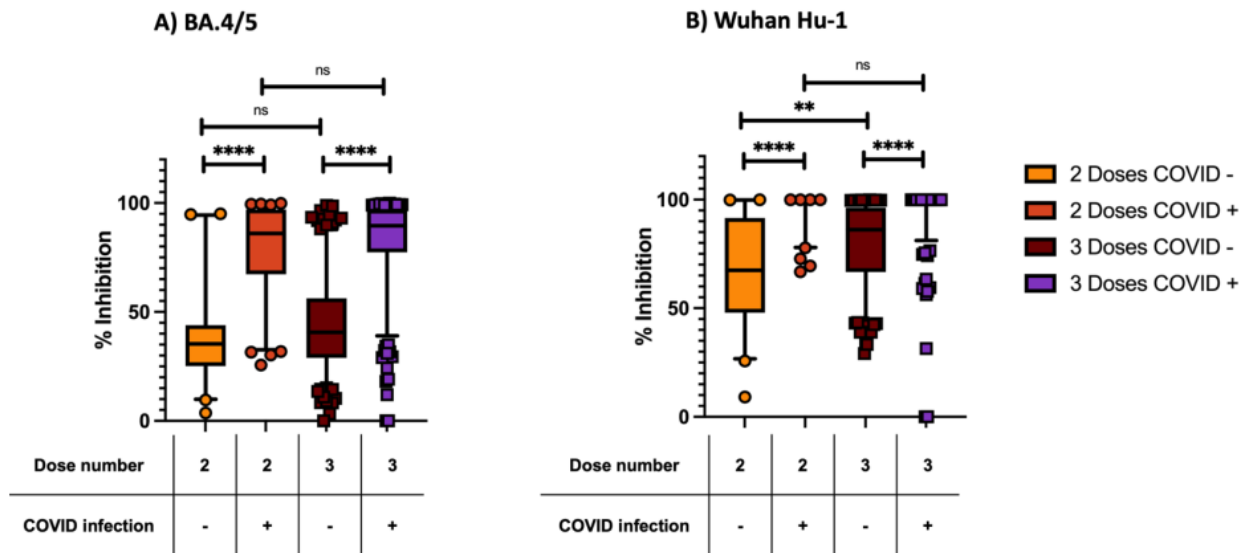 A) BA.4/5
B) Wuhan Hu-1
ns
ns
****
****
% Inhibition
100
50
0
Dose number 2 2 3 3
COVID infection - + - +
ns
**
****
****
% Inhibition
100
50
0
Dose number 2 2 3 3
COVID infection - + - +
2 Doses COVID -
2 Doses COVID +
3 Doses COVID -
3 Doses COVID +